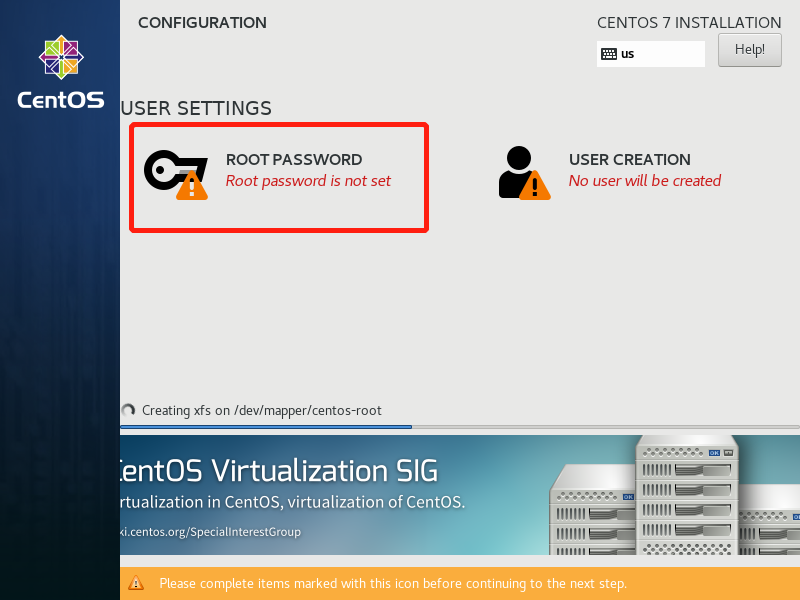 CONFIGURATION
CENTOS 7 INSTALLATION
us
Help!
CentOS
USER SETTINGS
ROOT PASSWORD
Root password is not set
USER CREATION
No user will be created
Creating xfs on /dev/mapper/centos-root
CentOS Virtualization SIG
rtualization in CentOS, virtualization of CentOS.
ki.centos.org/SpecialInterestGroup
Please complete items marked with this icon before continuing to the next step.